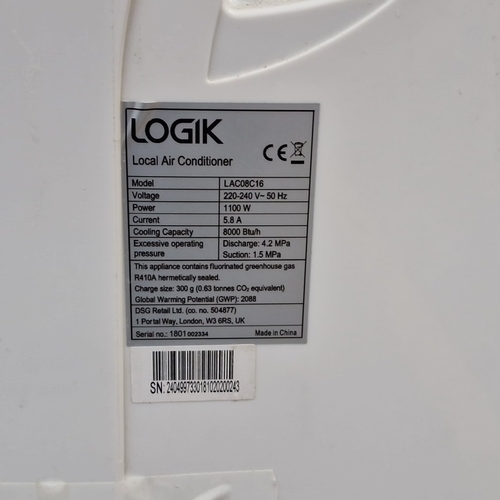 LOGIK
Local Air Conditioner
CE
Model LAC08C16
Voltage 220-240 V~ 50 Hz
Power 1100 W
Current 5.8 A
Cooling Capacity 8000 Btu/h
Excessive operating pressure Discharge: 4.2 MPa
Suction: 1.5 MPa
This appliance contains fluorinated greenhouse gas
R410A hermetically sealed.
Charge size: 300 g (0.63 tonnes CO₂ equivalent)
Global Warming Potential (GWP): 2088
DSG Retail Ltd. (co. no. 504877)
1 Portal Way, London, W3 6RS, UK
Serial no.: 1801 002334 Made in China
SN: 2404997330181020200243